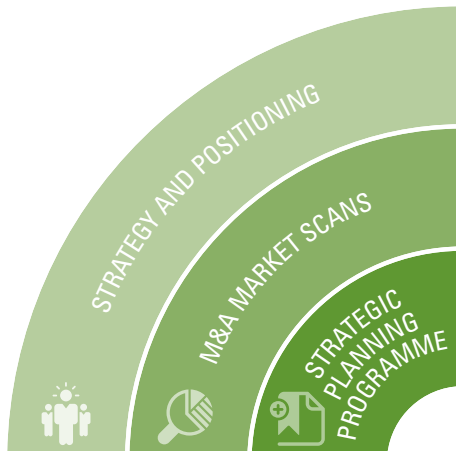 STRATEGY AND POSITIONING
M&A MARKET SCANS
STRATEGIC
PLANNING
PROGRAMME